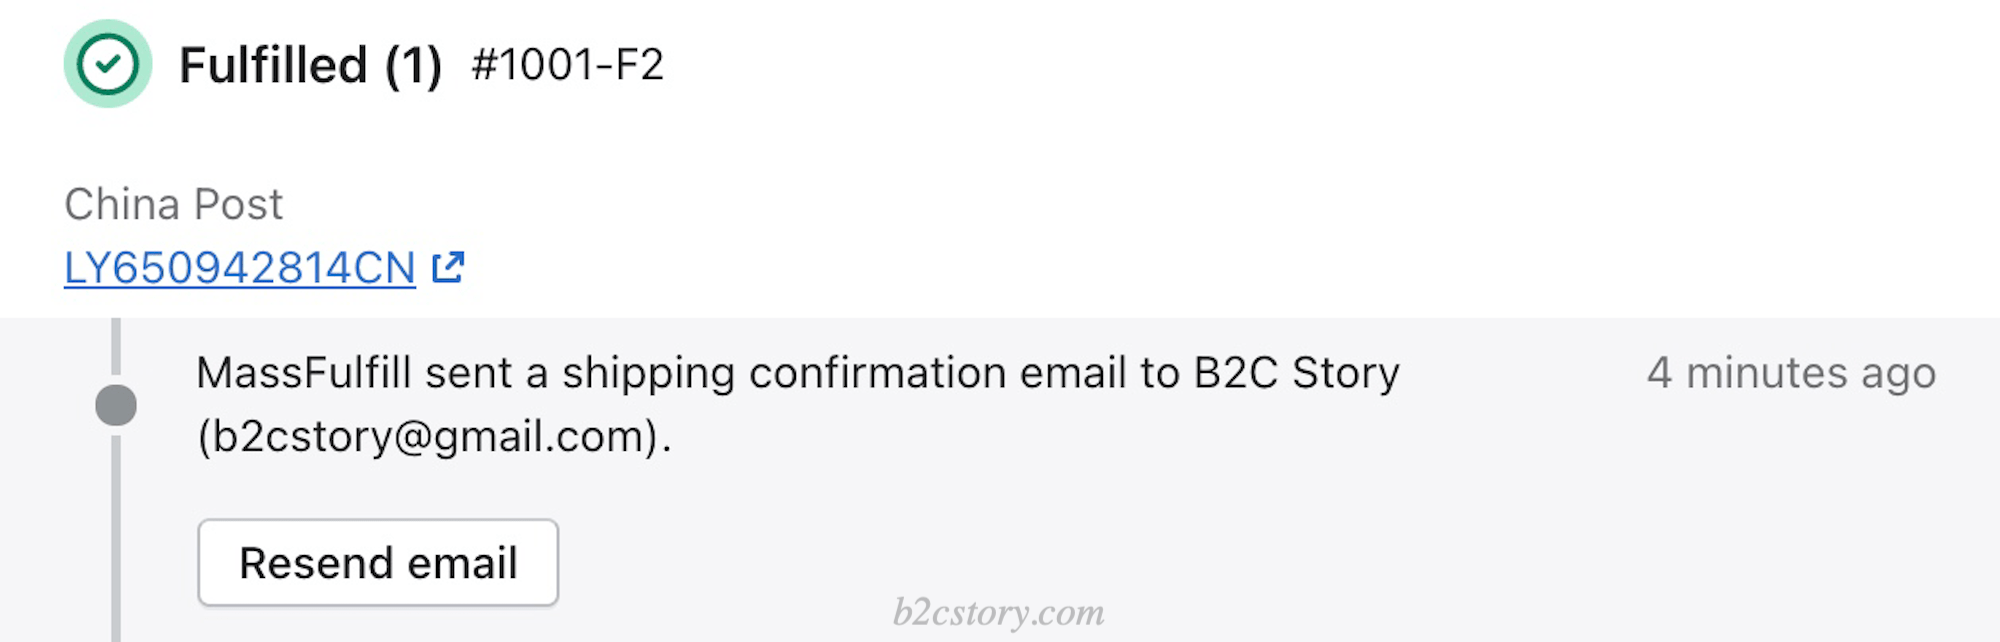 Fulfilled (1) #1001-F2
China Post
LY650942814CN
MassFulfill sent a shipping confirmation email to B2C Story 4 minutes ago
(b2cstory@gmail.com).
Resend email
b2cstory.com